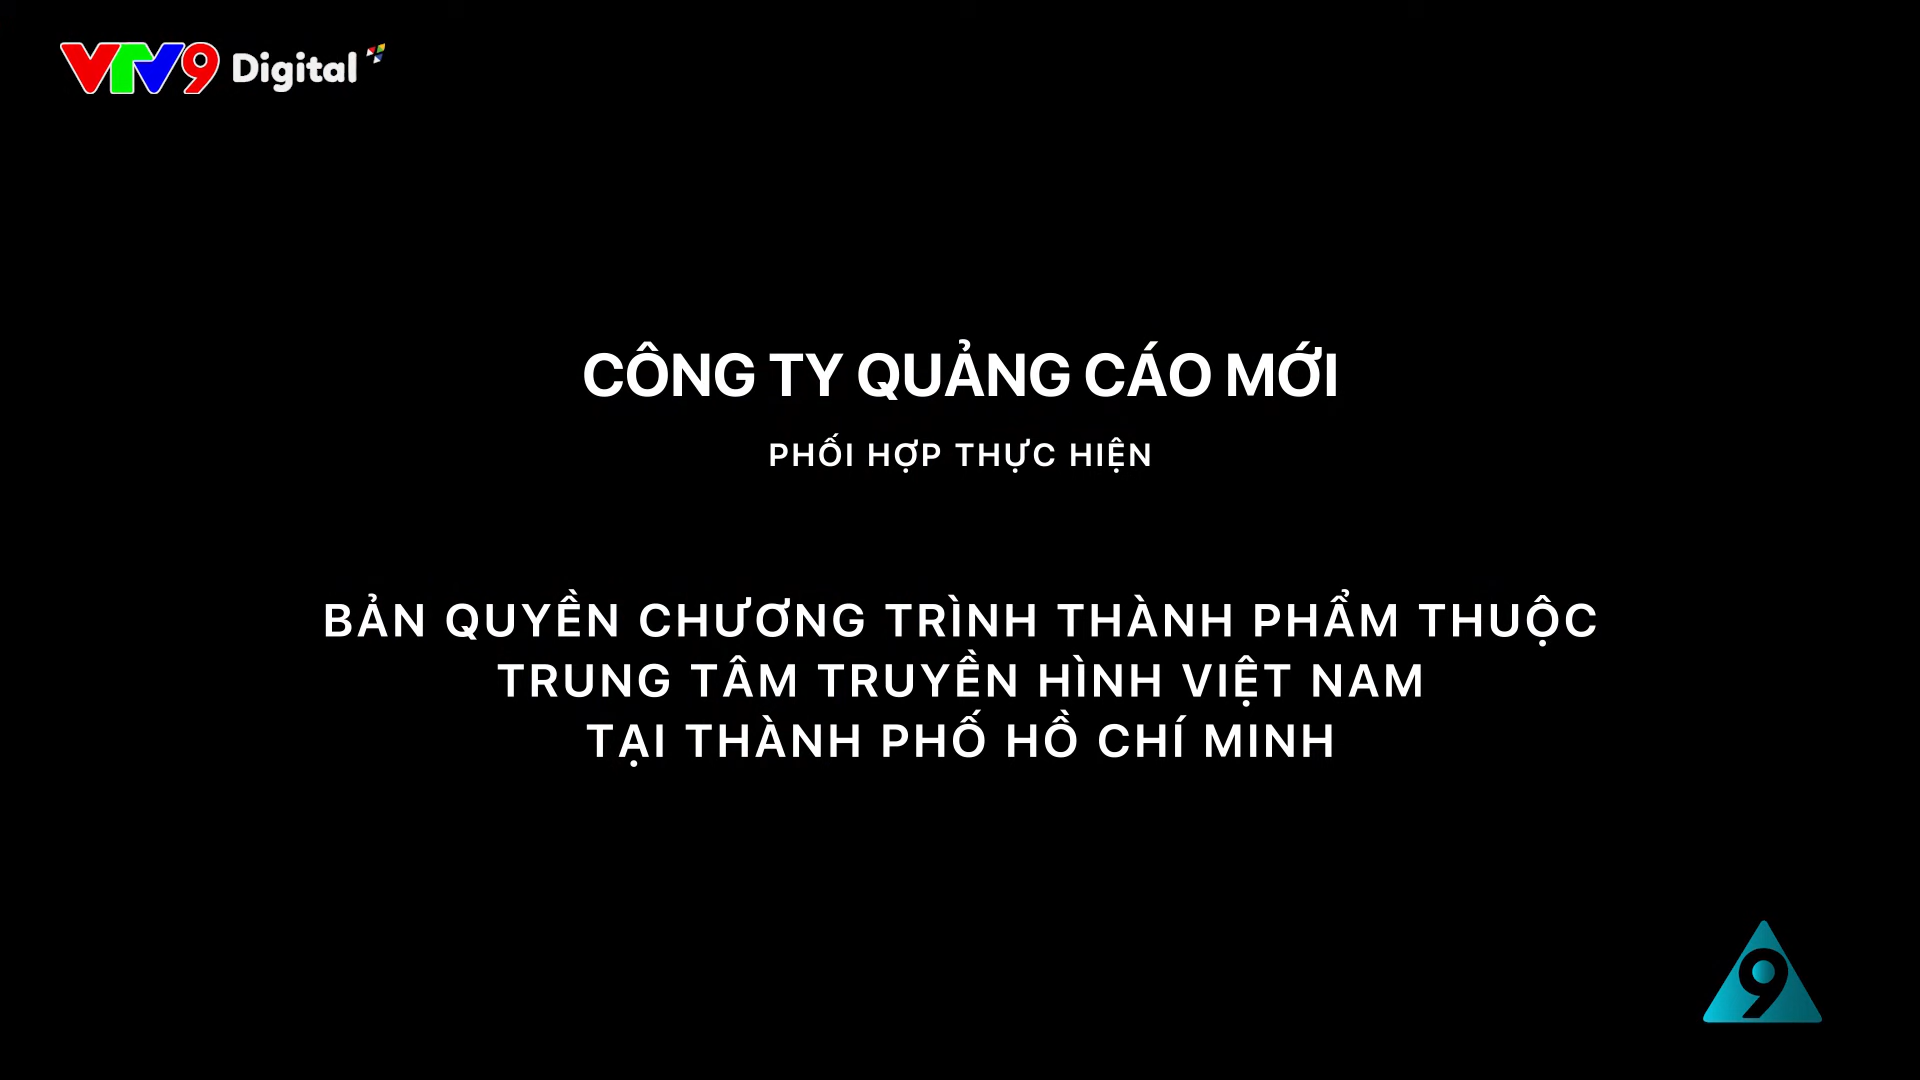 VTV9 Digital
CÔNG TY QUẢNG CÁO MỚI
PHỐI HỢP THỰC HIỆN
BẢN QUYỀN CHƯƠNG TRÌNH THÀNH PHẨM THUỘC
TRUNG TÂM TRUYỀN HÌNH VIỆT NAM
TẠI THÀNH PHỐ HỒ CHÍ MINH
9